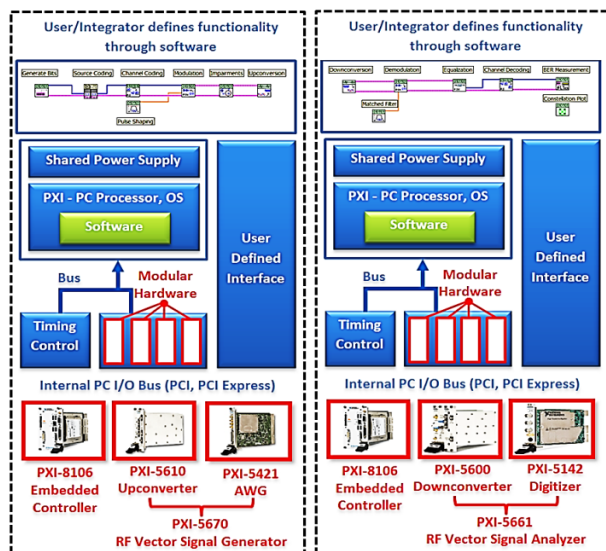 User/Integrator defines functionality
through software
Generate Bits
Source Coding
Channel Coding
Modulation
Impairments
Upconversion
Pulse Shaping
Shared Power Supply
PXI - PC Processor, OS
Software
User
Defined
Interface
Bus
Modular
Hardware
Timing
Control
Internal PC I/O Bus (PCI, PCI Express)
PXI-8106
Embedded
Controller
PXI-5610
Upconverter
PXI-5421
AWG
PXI-5670
RF Vector Signal Generator
User/Integrator defines functionality
through software
Downconversion
Demodulation
Equalization
Channel Decoding
BER Measurement
Matched Filter
Constellation Plot
Shared Power Supply
PXI - PC Processor, OS
Software
User
Defined
Interface
Bus
Modular
Hardware
Timing
Control
Internal PC I/O Bus (PCI, PCI Express)
PXI-8106
Embedded
Controller
PXI-5600
Downconverter
PXI-5142
Digitizer
PXI-5661
RF Vector Signal Analyzer